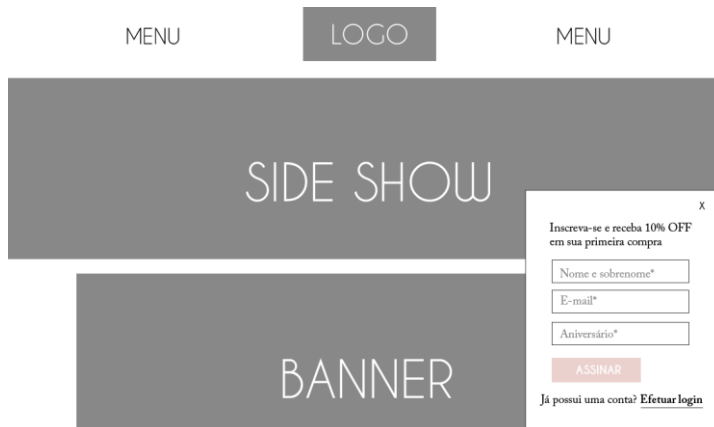 MENU
LOGO
MENU
SIDE SHOW
X
Inscreva-se e receba 10% OFF
em sua primeira compra
Nome e sobrenome*
E-mail*
Aniversário*
ASSINAR
Já possui uma conta? Efetuar login
BANNER